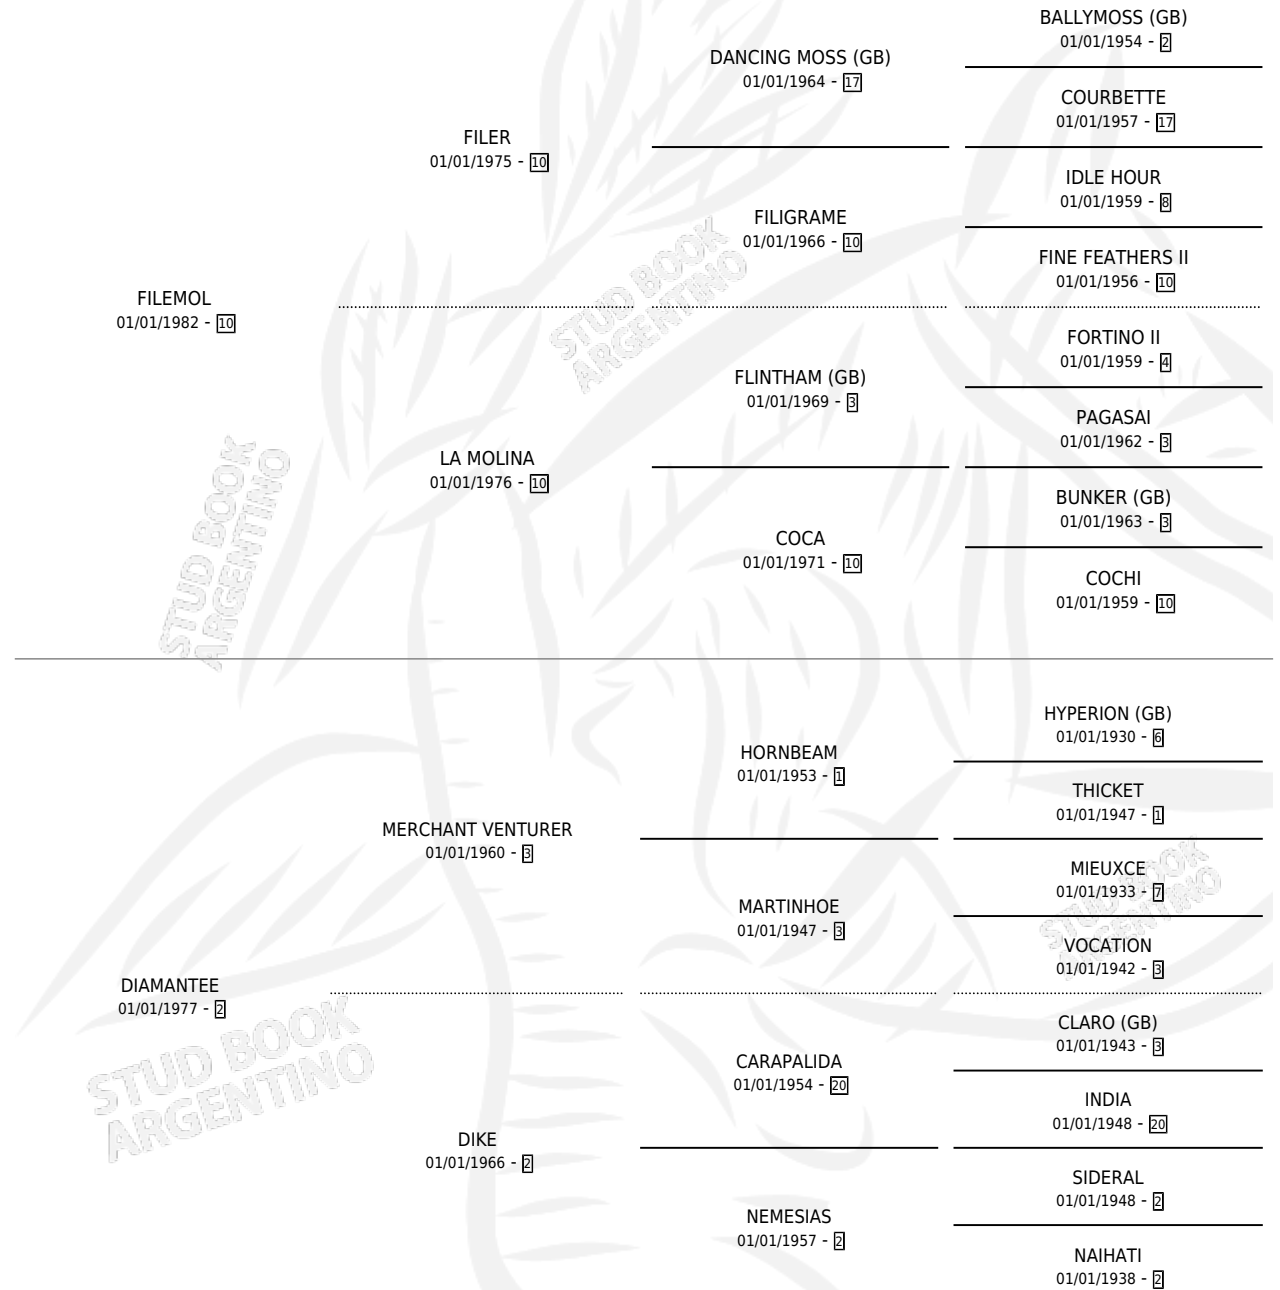 BALLYMOSS (GB)
01/01/1954 - 2
DANCING MOSS (GB)
01/01/1964 - 17
COURBETTE
01/01/1957 - 17
FILER
01/01/1975 - 10
IDLE HOUR
01/01/1959 - 8
FILIGRAME
01/01/1966 - 10
FINE FEATHERS II
01/01/1956 - 10
FILEMOL
01/01/1982 - 10
FORTINO II
01/01/1959 - 4
FLINTHAM (GB)
01/01/1969 - 3
PAGASAI
01/01/1962 - 3
LA MOLINA
01/01/1976 - 10
BUNKER (GB)
01/01/1963 - 3
COCA
01/01/1971 - 10
COCHI
01/01/1959 - 10
HYPERION (GB)
01/01/1930 - 6
HORNBEAM
01/01/1953 - 1
THICKET
01/01/1947 - 1
MERCHANT VENTURER
01/01/1960 - 3
MIEUXCE
01/01/1933 - 7
MARTINHOE
01/01/1947 - 3
VOCATION
01/01/1942 - 3
DIAMANTEE
01/01/1977 - 2
CLARO (GB)
01/01/1943 - 3
CARAPALIDA
01/01/1954 - 20
INDIA
01/01/1948 - 20
DIKE
01/01/1966 - 2
SIDERAL
01/01/1948 - 2
NEMESIAS
01/01/1957 - 2
NAIHATI
01/01/1938 - 2
STUD BOOK
ARGENTINO
STUD BOOK
ARGENTINO
STUD BOOK
ARGENTINO
STUD BOOK
ARGENTINO